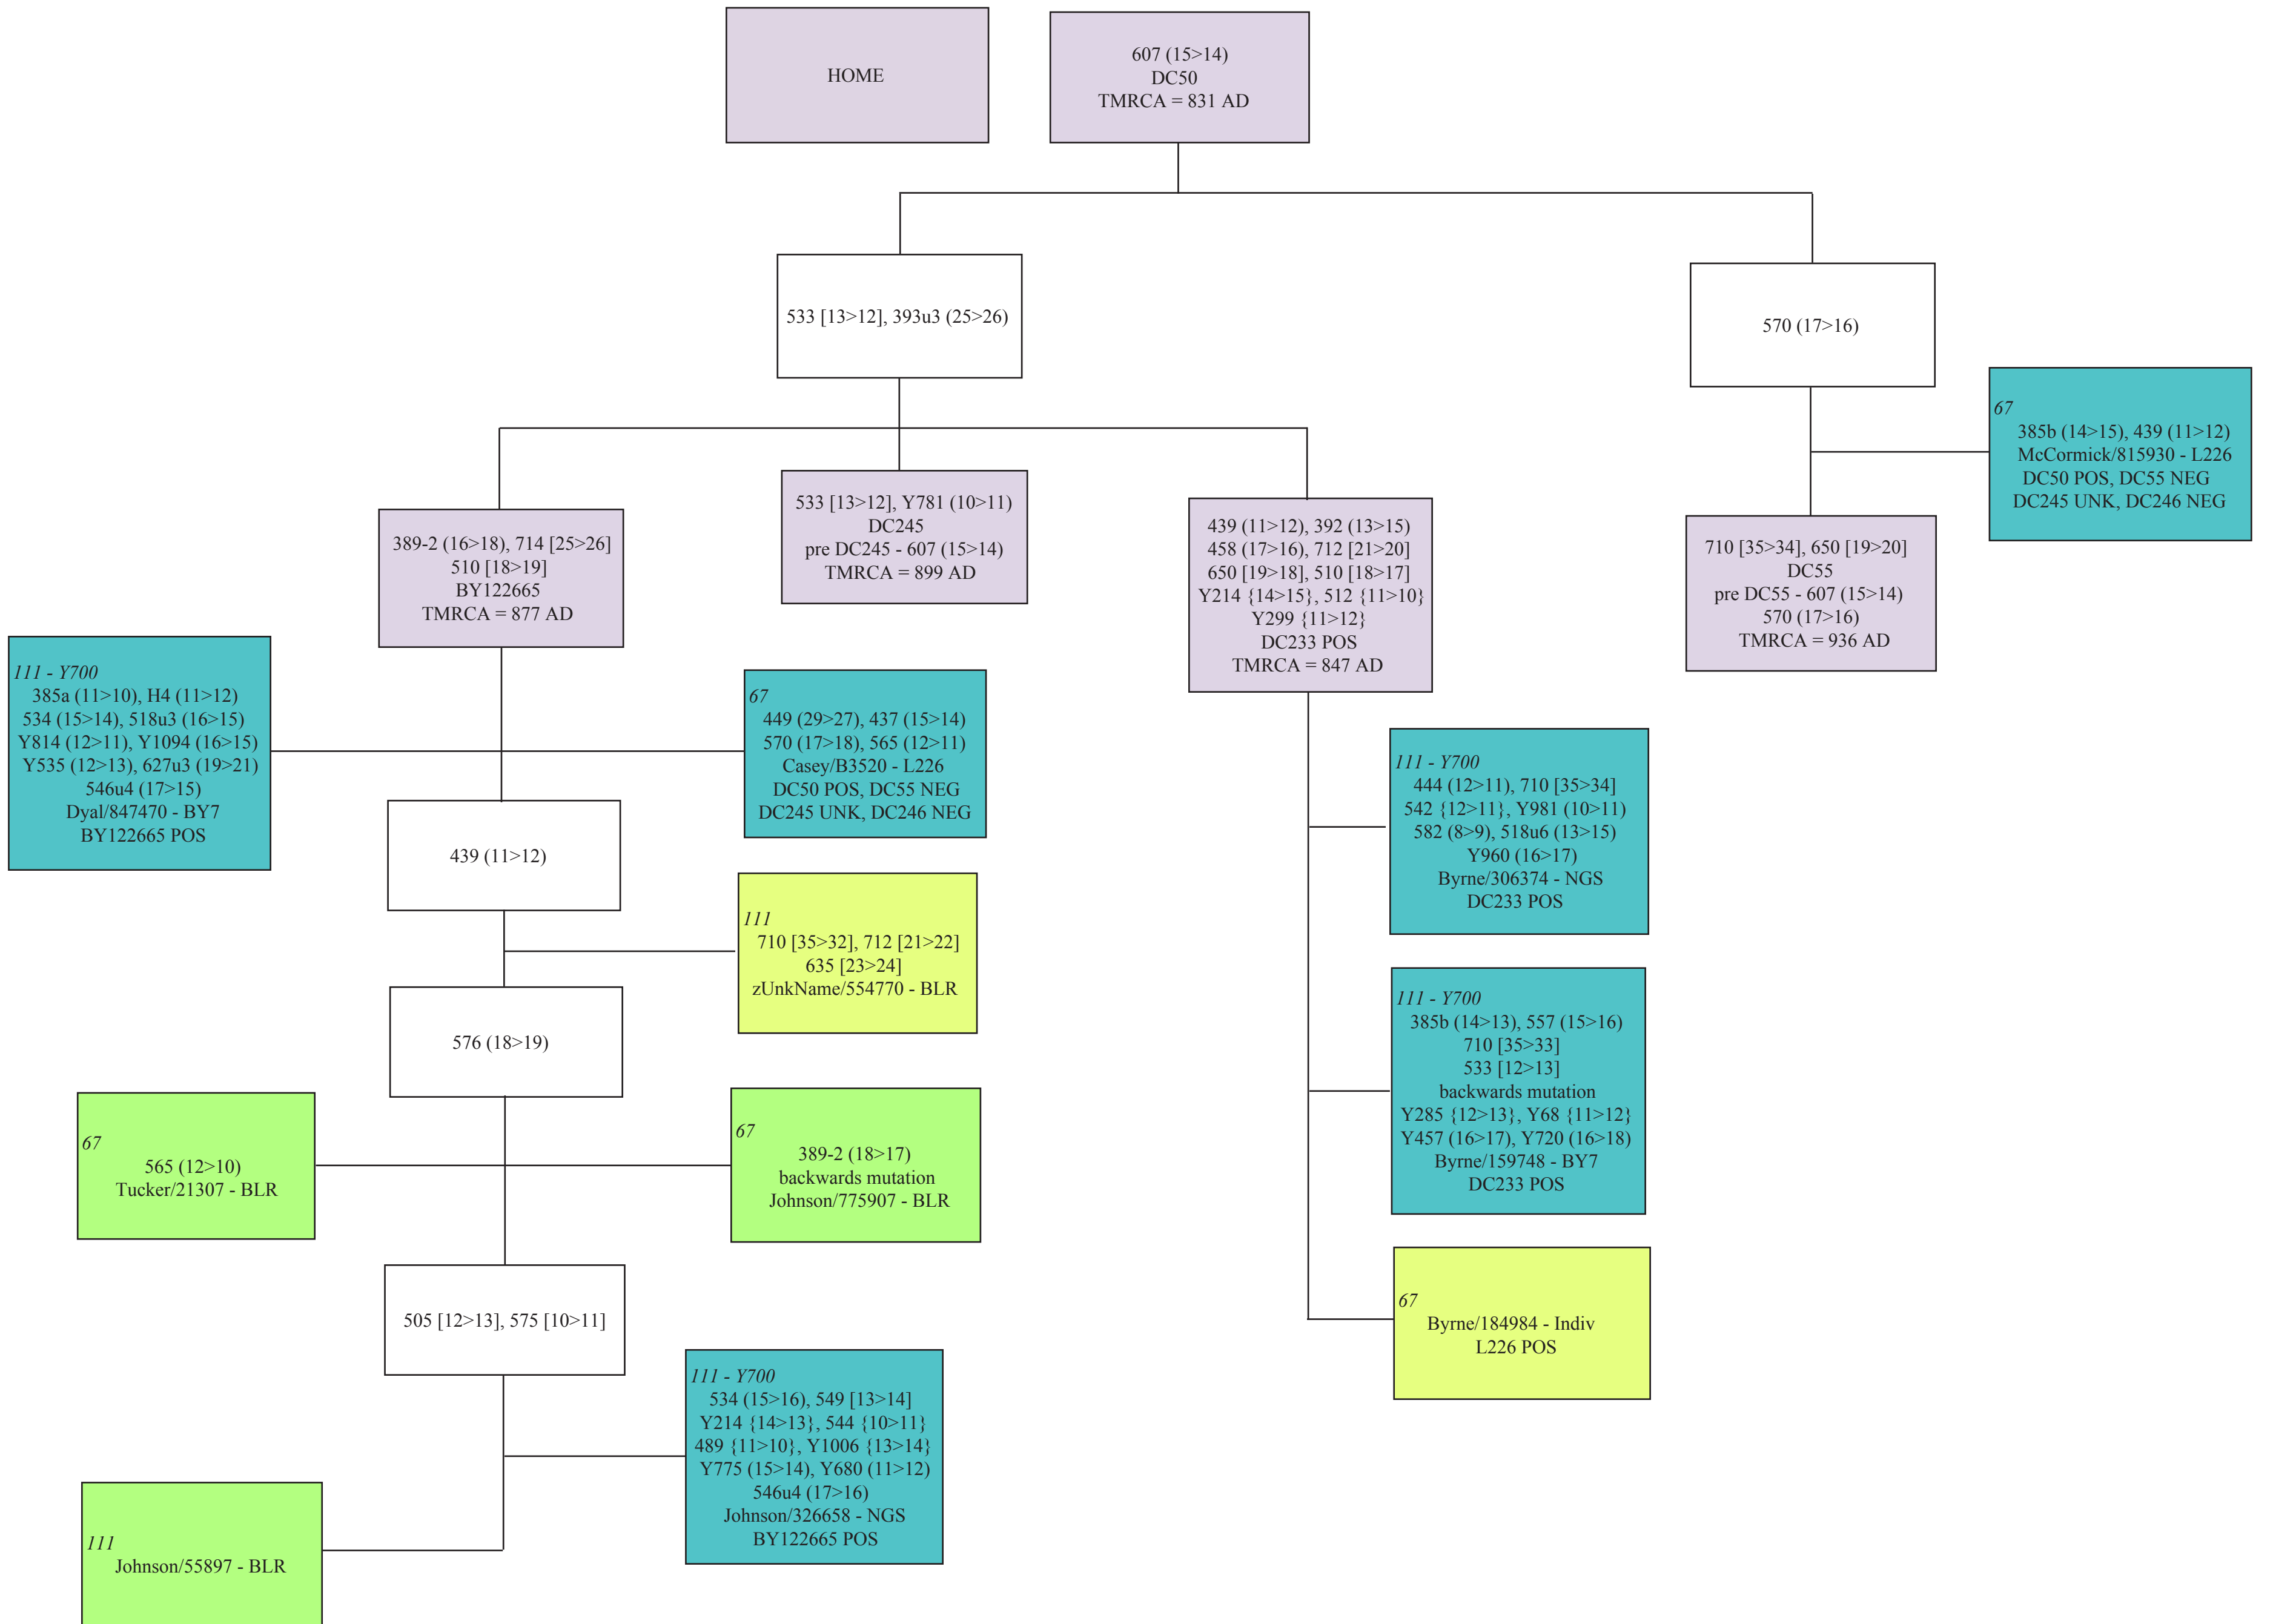 HOME
607 (15>14)
DC50
TMRCA = 831 AD
533 [13>12], 393u3 (25>26)
570 (17>16)
67
385b (14>15), 439 (11>12)
McCormick/815930 - L226
DC50 POS, DC55 NEG
DC245 UNK, DC246 NEG
389-2 (16>18), 714 [25>26]
510 [18>19]
BY122665
TMRCA = 877 AD
533 [13>12], Y781 (10>11)
DC245
pre DC245 - 607 (15>14)
TMRCA = 899 AD
439 (11>12), 392 (13>15)
458 (17>16), 712 [21>20]
650 [19>18], 510 [18>17]
Y214 {14>15}, 512 {11>10}
Y299 {11>12}
DC233 POS
TMRCA = 847 AD
710 [35>34], 650 [19>20]
DC55
pre DC55 - 607 (15>14)
570 (17>16)
TMRCA = 936 AD
111 - Y700
385a (11>10), H4 (11>12)
534 (15>14), 518u3 (16>15)
Y814 (12>11), Y1094 (16>15)
Y535 (12>13), 627u3 (19>21)
546u4 (17>15)
Dyal/847470 - BY7
BY122665 POS
67
449 (29>27), 437 (15>14)
570 (17>18), 565 (12>11)
Casey/B3520 - L226
DC50 POS, DC55 NEG
DC245 UNK, DC246 NEG
111 - Y700
444 (12>11), 710 [35>34]
542 {12>11}, Y981 (10>11)
582 (8>9), 518u6 (13>15)
Y960 (16>17)
Byrne/306374 - NGS
DC233 POS
439 (11>12)
111
710 [35>32], 712 [21>22]
635 [23>24]
zUnkName/554770 - BLR
576 (18>19)
111 - Y700
385b (14>13), 557 (15>16)
710 [35>33]
533 [12>13]
backwards mutation
Y285 {12>13}, Y68 {11>12}
Y457 (16>17), Y720 (16>18)
Byrne/159748 - BY7
DC233 POS
67
565 (12>10)
Tucker/21307 - BLR
67
389-2 (18>17)
backwards mutation
Johnson/775907 - BLR
67
Byrne/184984 - Indiv
L226 POS
505 [12>13], 575 [10>11]
111 - Y700
534 (15>16), 549 [13>14]
Y214 {14>13}, 544 {10>11}
489 {11>10}, Y1006 {13>14}
Y775 (15>14), Y680 (11>12)
546u4 (17>16)
Johnson/326658 - NGS
BY122665 POS
111
Johnson/55897 - BLR